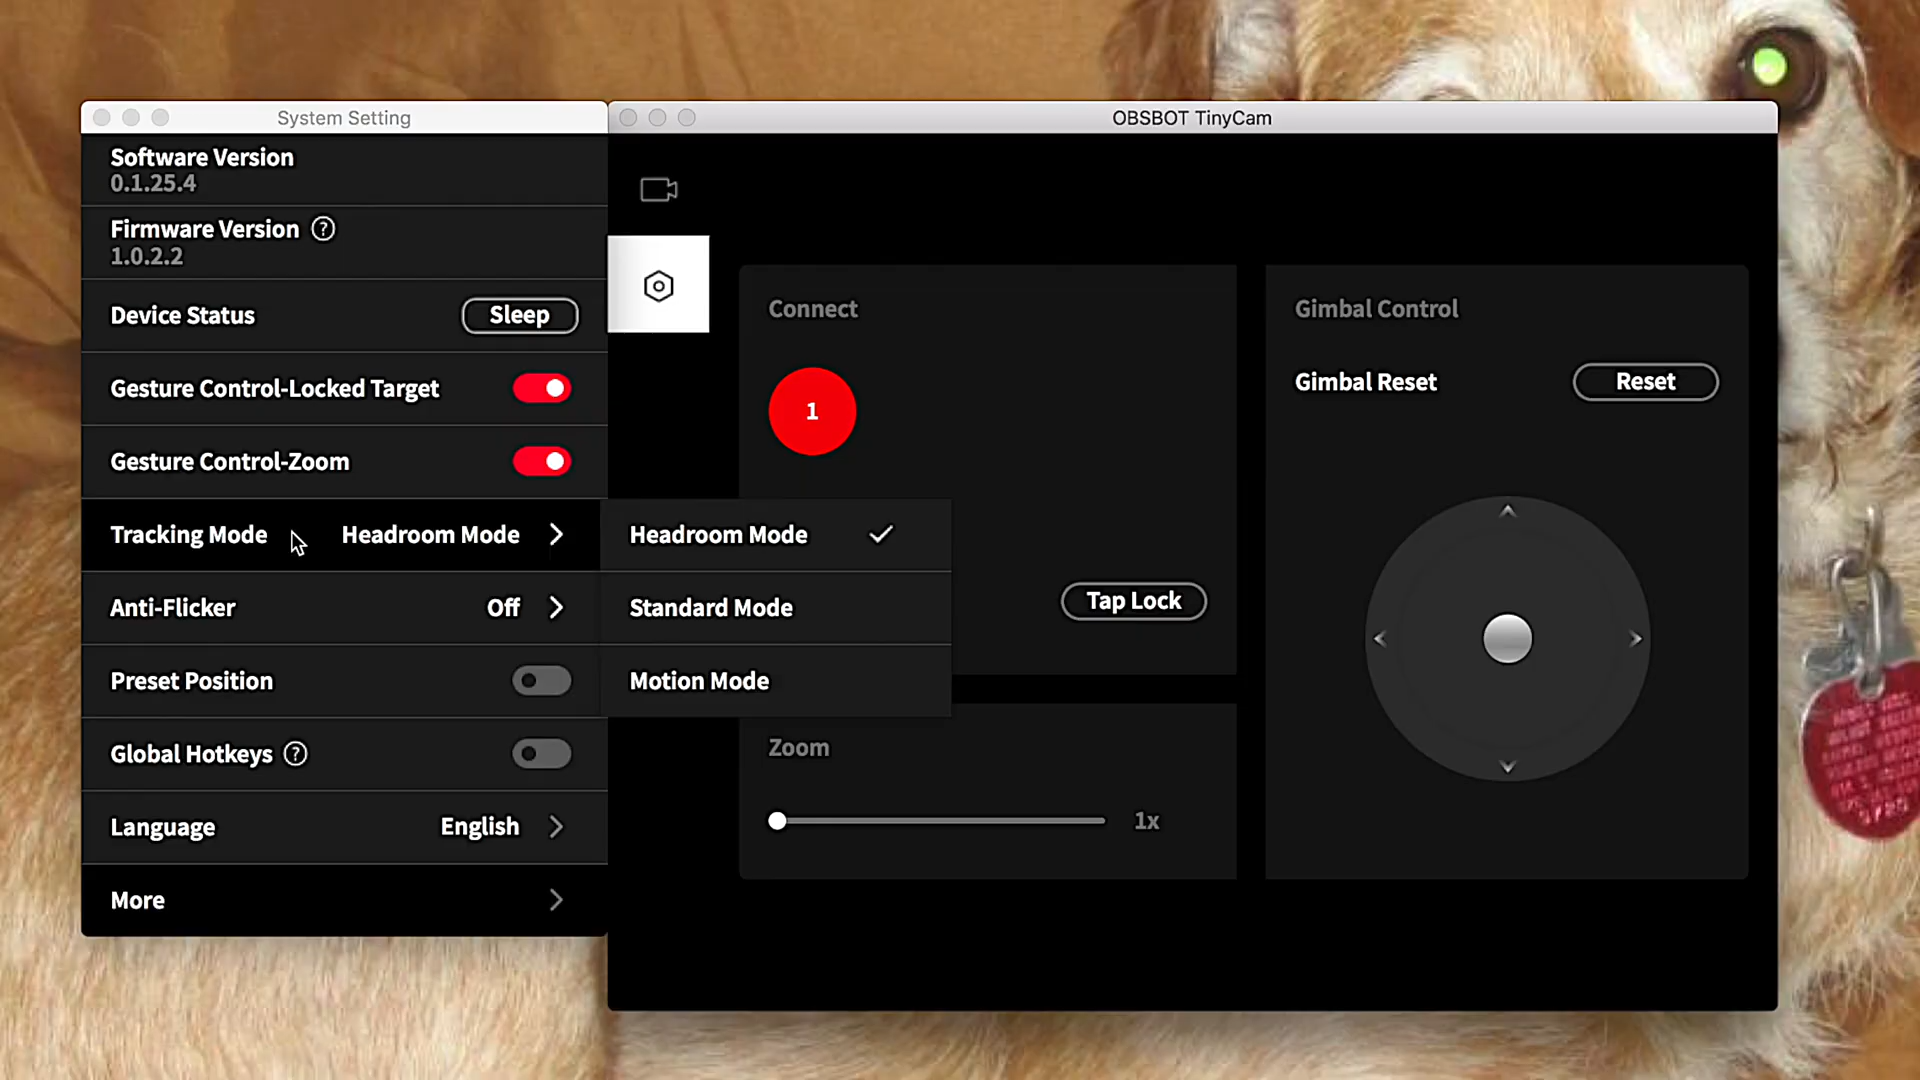 System Setting
Software Version
0.1.25.4
Firmware Version ?
1.0.2.2
Device Status Sleep
Gesture Control-Locked Target
Gesture Control-Zoom
Tracking Mode Headroom Mode
Anti-Flicker Off
Preset Position
Global Hotkeys ?
Language English
More
Headroom Mode
Standard Mode
Motion Mode
OBSBOT TinyCam
Connect
1
Tap Lock
Zoom
1x
Gimbal Control
Gimbal Reset Reset